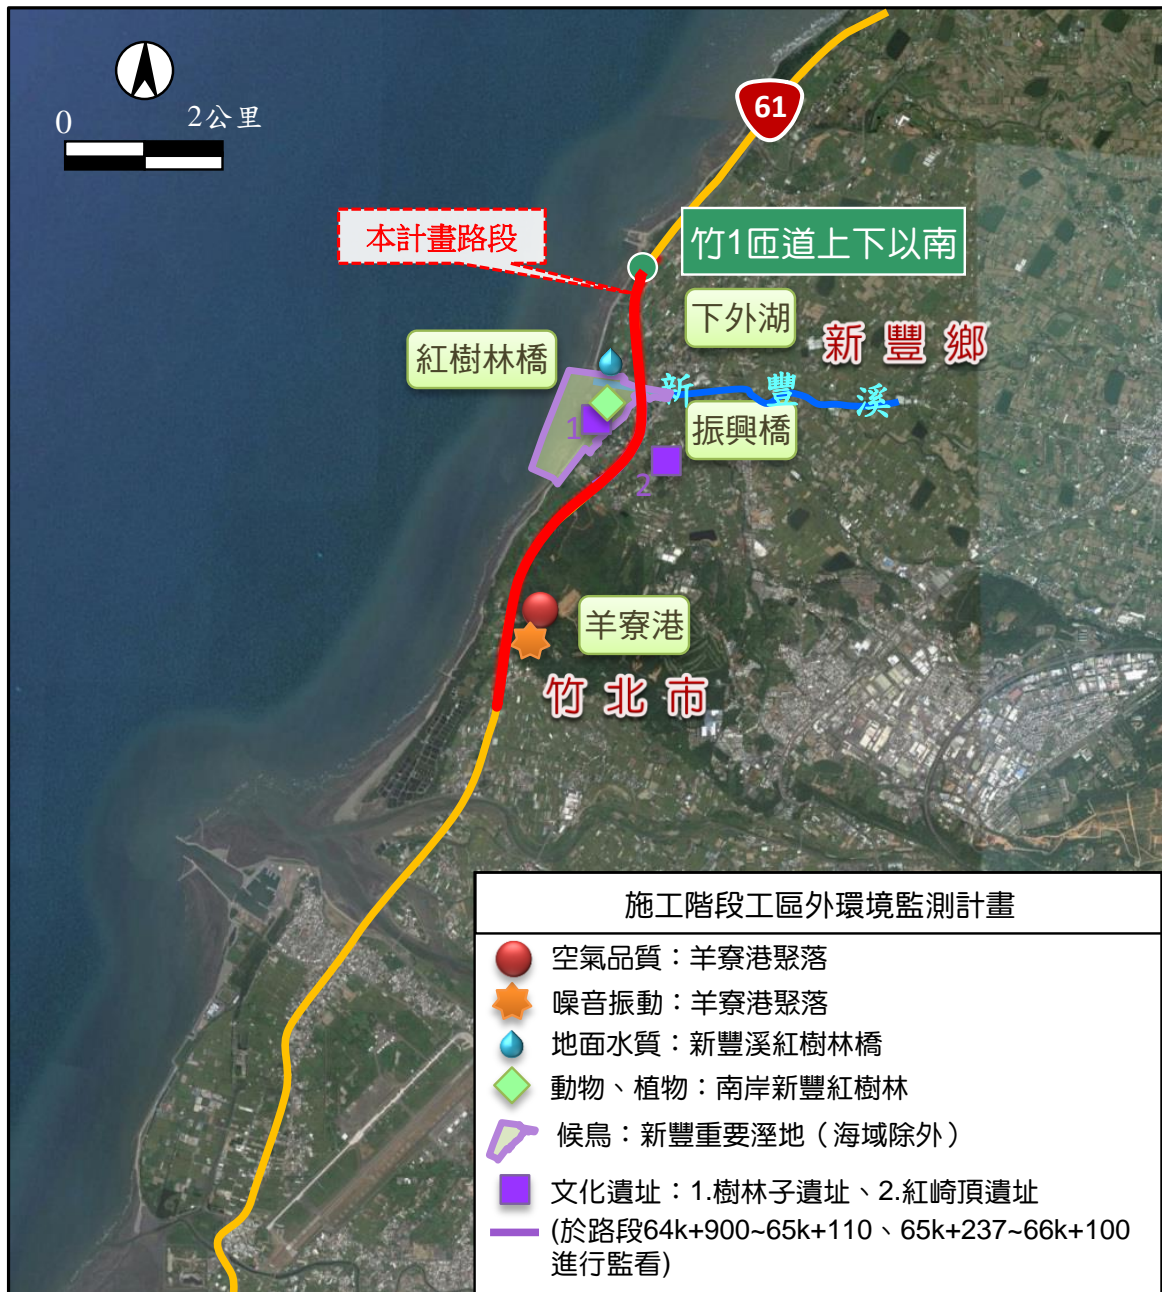 0
2公里
61
本計畫路段
竹1匝道上下以南
下外湖
新豐鄉
紅樹林橋
新豐溪
1
振興橋
2
羊寮港
竹北市
施工階段工區外環境監測計畫
空氣品質：羊寮港聚落
噪音振動：羊寮港聚落
地面水質：新豐溪紅樹林橋
動物、植物：南岸新豐紅樹林
候鳥：新豐重要溼地（海域除外）
文化遺址：1.樹林子遺址、2.紅崎頂遺址
(於路段64k+900~65k+110、65k+237~66k+100
進行監看)